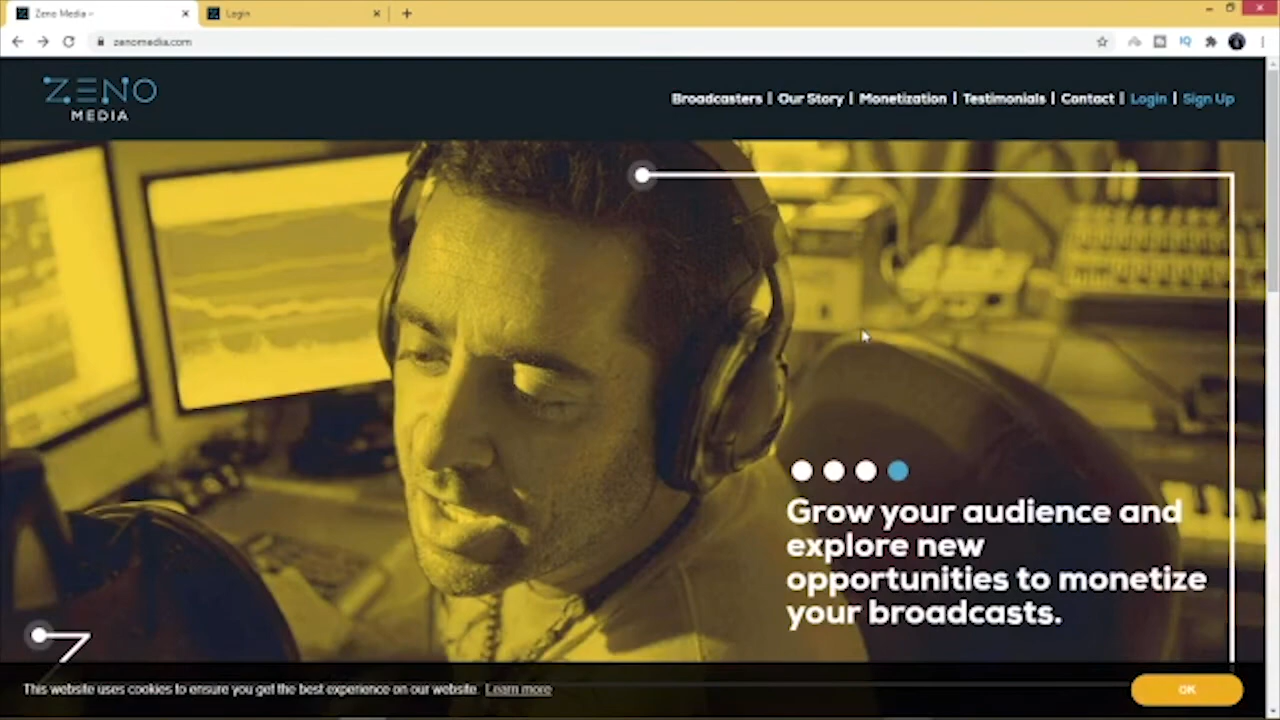 Zeno Media –
Login
zenomedia.com
ZENO
MEDIA
Broadcasters | Our Story | Monetization | Testimonials | Contact | Login | Sign Up
Grow your audience and
explore new
opportunities to monetize
your broadcasts.
This website uses cookies to ensure you get the best experience on our website. Learn more
OK